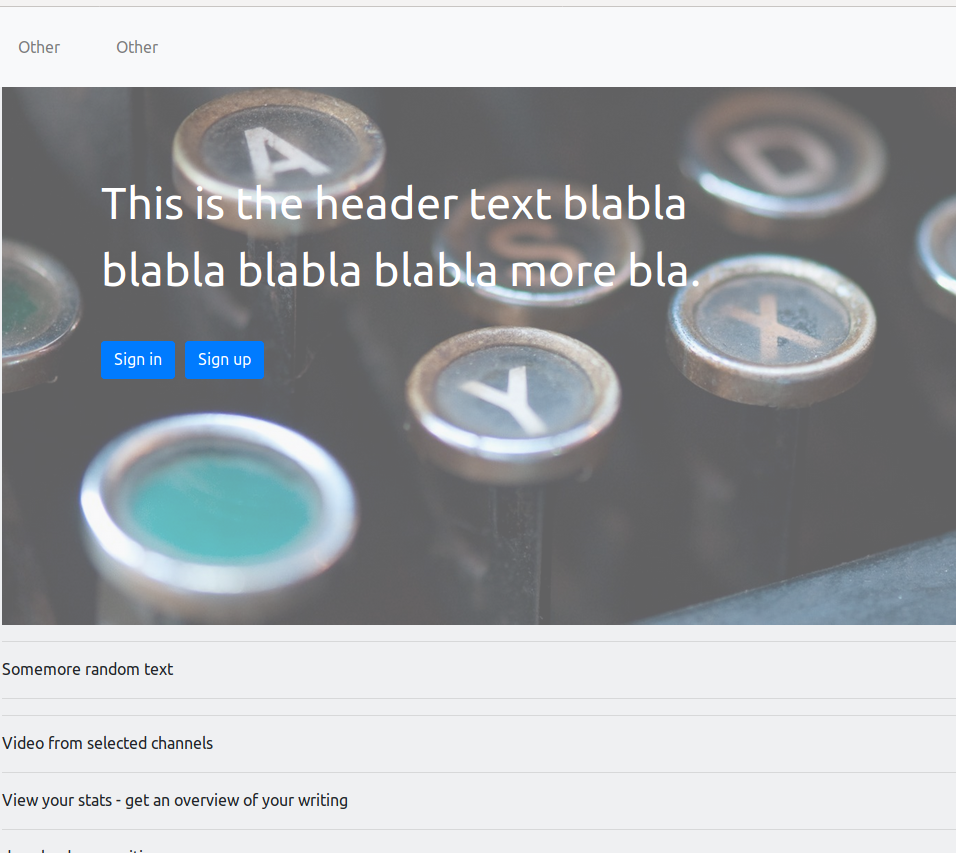 Other Other
A
D
This is the header text blabla
S
blabla blabla blabla more bla.
X
Sign in Sign up
Y
Somemore random text
Video from selected channels
View your stats - get an overview of your writing